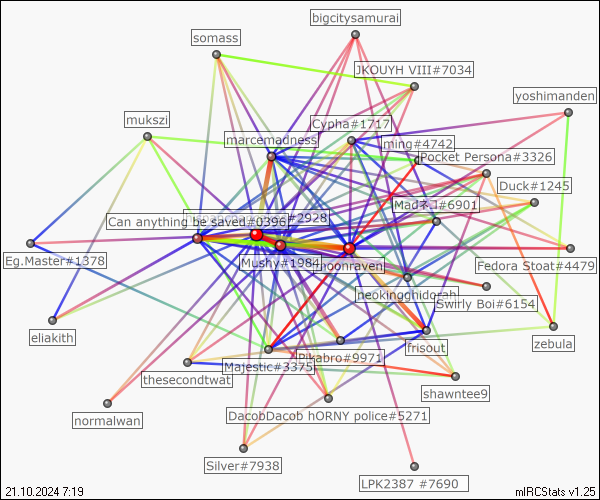 bigcitysamurai
somass
JKOUYH VIII#7034
yoshimanden
mukszi
Cypha#1717
marcemadness
ming#4742
Pocket Persona#3326
Duck#1245
Madネコ#6901
#2928
Can anything be saved#0396
Eg.Master#1378
Mushy#1984
moonraven
Fedora Stoat#4479
neokingghidorah
Swirly Boi#6154
eliakith
zebula
frisout
Pikabro#9971
Majestic#3375
thesecondtwat
shawntee9
normalwan
DacobDacob hORNY police#5271
Silver#7938
LPK2387 #7690
21.10.2024 7:19
mIRCStats v1.25